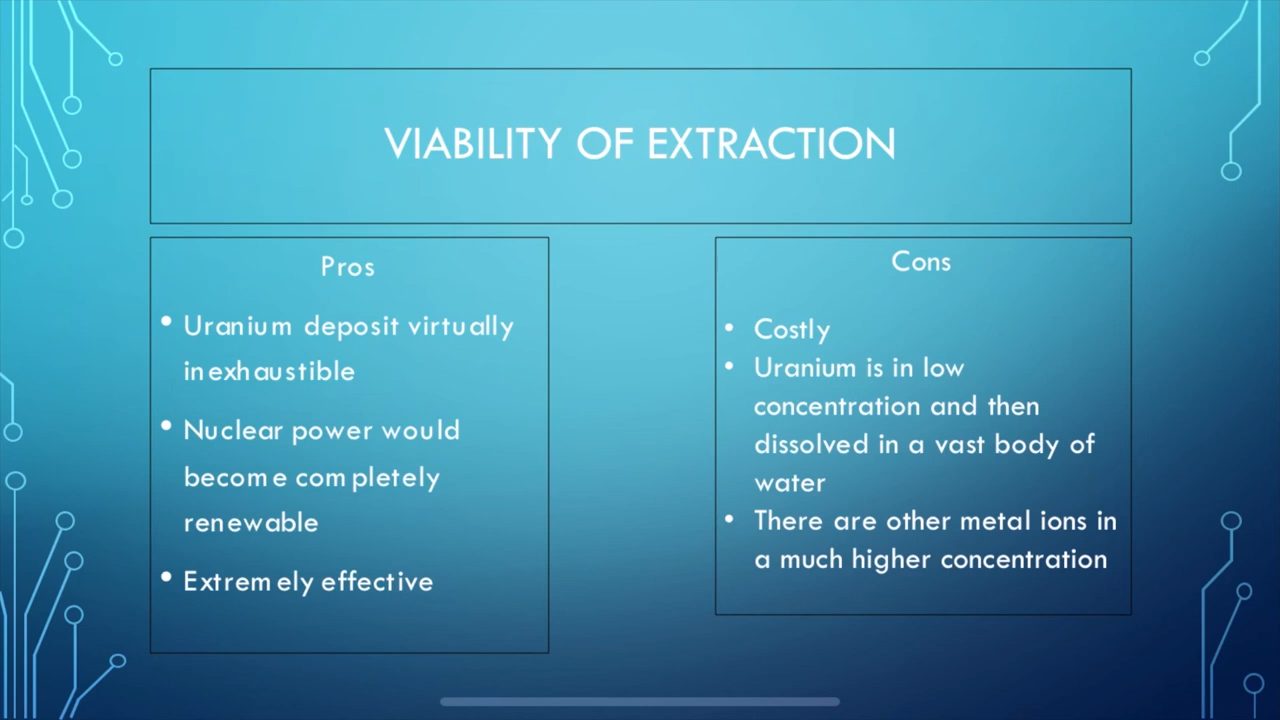 VIABILITY OF EXTRACTION
Pros
• Uranium deposit virtually
inexhaustible
• Nuclear power would
become completely
renewable
• Extremely effective
Cons
• Costly
• Uranium is in low
concentration and then
dissolved in a vast body of
water
• There are other metal ions in
a much higher concentration